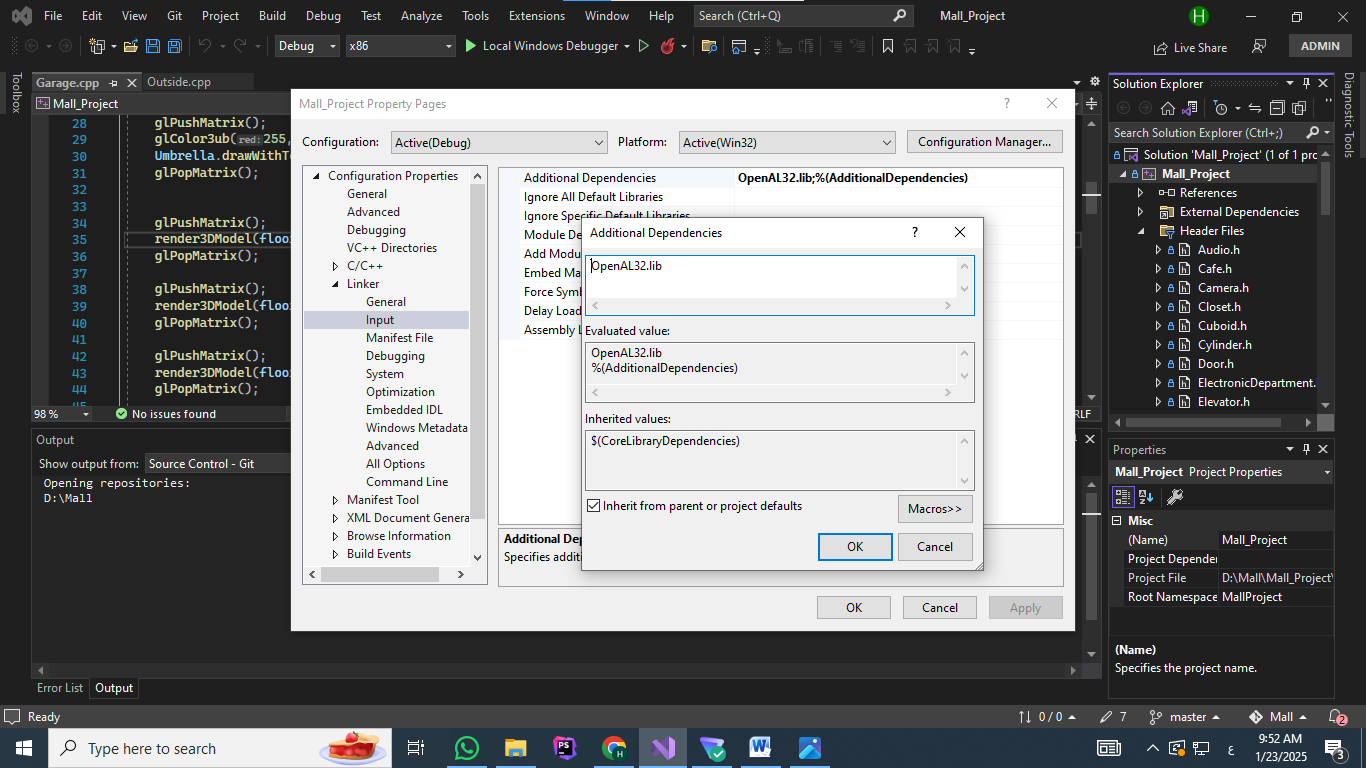 File Edit View Git Project Build Debug Test Analyze Tools Extensions Window Help Search (Ctrl+Q) Mall_Project H
Debug x86 Local Windows Debugger Live Share ADMIN
Toolbox
Garage.cpp Outside.cpp
Mall_Project
28 glPushMatrix();
29 glColor3ub(red:255,
30 Umbrella.drawWithTe
31 glPopMatrix();
32
33
34 glPushMatrix();
35 render3DModel(floo
36 glPopMatrix();
37
38 glPushMatrix();
39 render3DModel(floo
40 glPopMatrix();
41
42 glPushMatrix();
43 render3DModel(floo
44 glPopMatrix();
98 % No issues found
RLF
Output
Show output from: Source Control - Git
Opening repositories:
D:\Mall
Error List Output
Mall_Project Property Pages ?
Configuration: Active(Debug) Platform: Active(Win32) Configuration Manager...
Configuration Properties
General
Advanced
Debugging
VC++ Directories
C/C++
Linker
General
Input
Manifest File
Debugging
System
Optimization
Embedded IDL
Windows Metadata
Advanced
All Options
Command Line
Manifest Tool
XML Document Genera
Browse Information
Build Events
Additional Dependencies OpenAL32.lib;%(AdditionalDependencies)
Ignore All Default Libraries
Ignore Specific Default Libraries
Module De
Add Modu
Embed Ma
Force Symb
Delay Load
Assembly L
Additional Dep
Specifies additi
OK Cancel Apply
Additional Dependencies ?
OpenAL32.lib
Evaluated value:
OpenAL32.lib
%(AdditionalDependencies)
Inherited values:
$(CoreLibraryDependencies)
Inherit from parent or project defaults
Macros>>
OK Cancel
Solution Explorer
Search Solution Explorer (Ctrl+;)
Solution 'Mall_Project' (1 of 1 pro
Mall_Project
References
External Dependencies
Header Files
Audio.h
Cafe.h
Camera.h
Closet.h
Cuboid.h
Cylinder.h
Door.h
ElectronicDepartment.
Elevator.h
Diagnostic Tools
Properties
Mall_Project Project Properties
Misc
(Name) Mall_Project
Project Depender
Project File D:\Mall\Mall_Project\
Root Namespace MallProject
(Name)
Specifies the project name.
Ready 0 / 0 7 master Mall 2
Type here to search
PS
W
ع
9:52 AM
1/23/2025
3